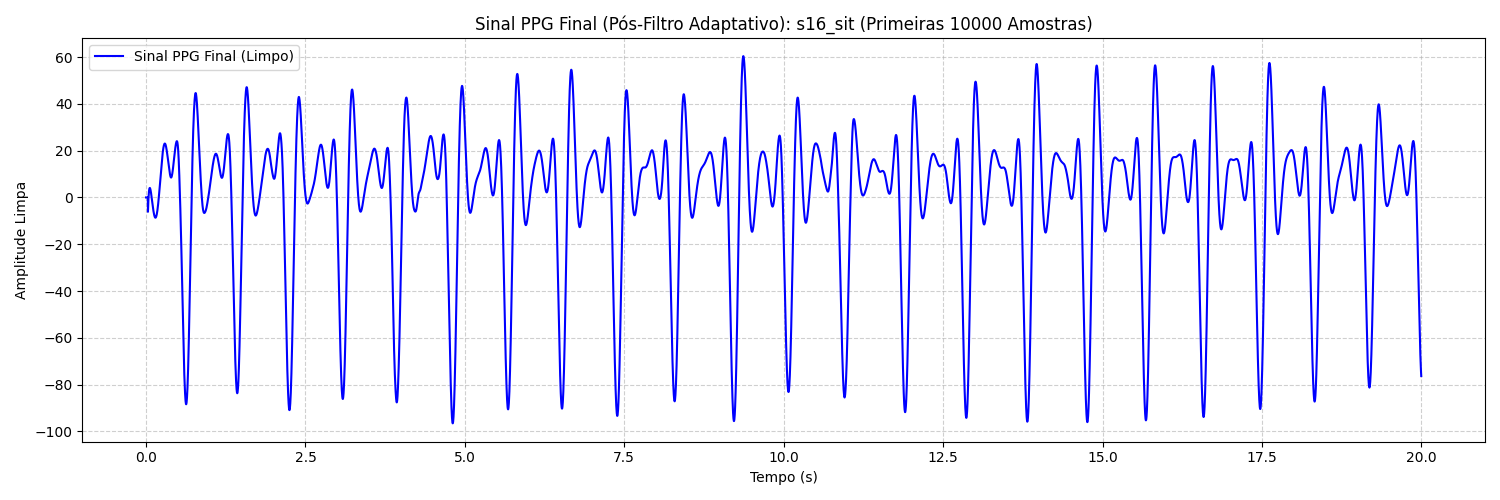 Sinal PPG Final (Pós-Filtro Adaptativo): s16_sit (Primeiras 10000 Amostras)
Sinal PPG Final (Limpo)
Amplitude Limpa
60
40
20
0
−20
−40
−60
−80
−100
0.0 2.5 5.0 7.5 10.0 12.5 15.0 17.5 20.0
Tempo (s)